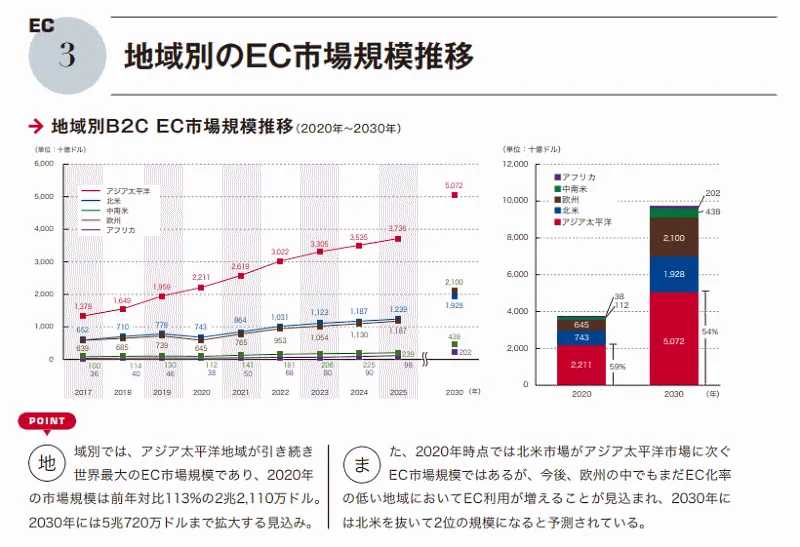 EC
3
地域別のEC市場規模推移
地域別B2C EC市場規模推移(2020年〜2030年)
(単位:十億ドル)
6,000
5,000
4,000
3,000
2,000
1,000
0
アジア太平洋
北米
中南米
欧州
アフリカ
1,378
1,649
1,959
2,211
2,619
3,022
3,305
3,535
3,736
5,072
652
710
778
743
864
1,031
1,123
1,187
1,239
1,928
639
685
739
645
765
953
1,054
1,130
1,187
2,100
100
114
130
112
141
181
206
225
239
438
36
40
46
38
50
66
80
90
98
202
2017 2018 2019 2020 2021 2022 2023 2024 2025 2030 (年)
(単位:十億ドル)
12,000
10,000
8,000
6,000
4,000
2,000
0
アフリカ
中南米
欧州
北米
アジア太平洋
38
112
645
743
2,211
59%
202
438
2,100
1,928
5,072
54%
2020 2030 (年)
POINT
地域別では、アジア太平洋地域が引き続き
世界最大のEC市場規模であり、2020年
の市場規模は前年対比113%の2兆2,110万ドル。
2030年には5兆720万ドルまで拡大する見込み。
また、2020年時点では北米市場がアジア太平洋市場に次ぐ
EC市場規模ではあるが、今後、欧州の中でもまだEC化率
の低い地域においてEC利用が増えることが見込まれ、2030年に
は北米を抜いて2位の規模になると予測されている。